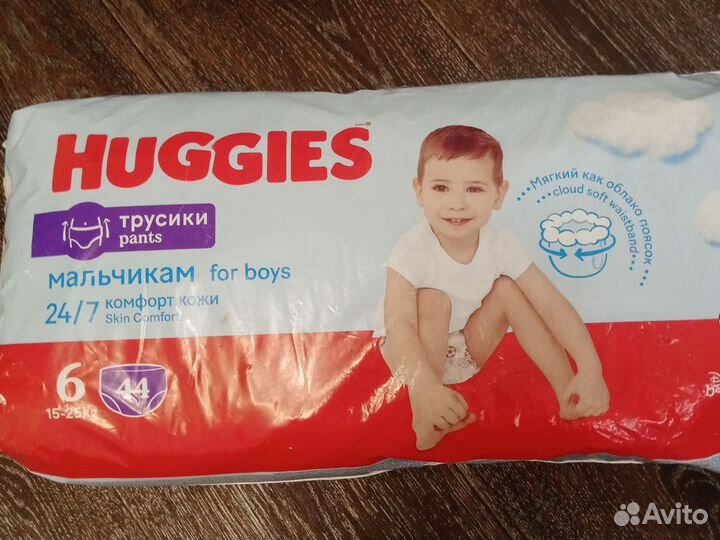 HUGGIES
трусики
pants
мальчикам for boys
24/7 комфорт кожи
Skin Comfort
6
44
15-25kg
...Мягкий как облако поясок...
...cloud soft waistband...
Avito